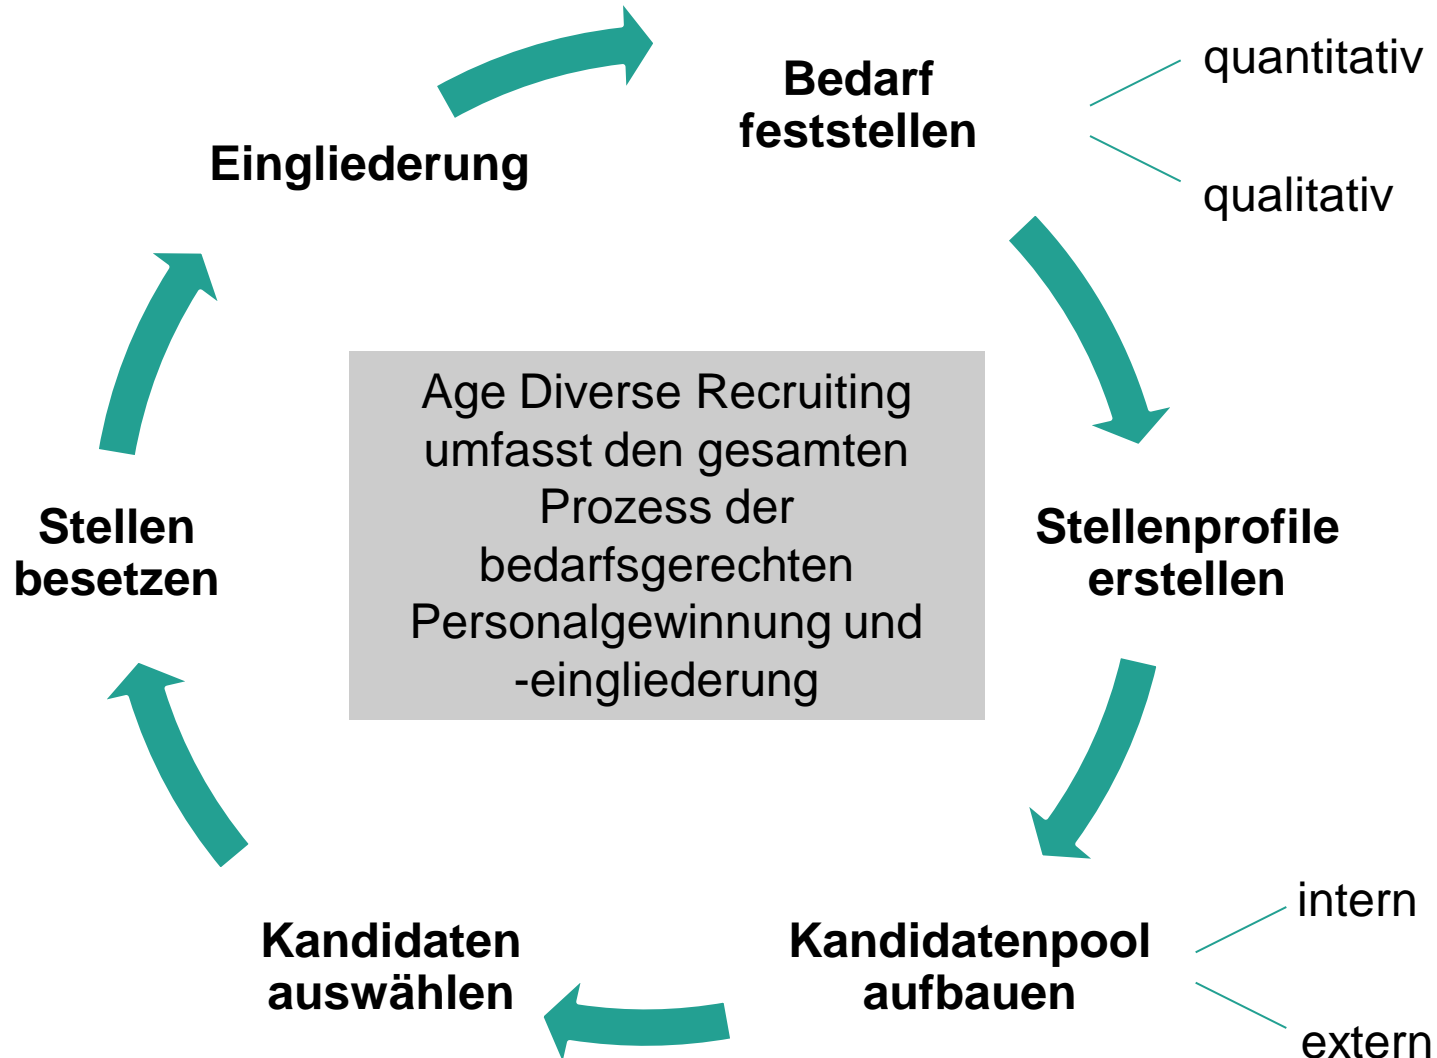 Bedarf
feststellen
quantitativ
qualitativ
Stellenprofile
erstellen
Kandidatenpool
aufbauen
intern
extern
Kandidaten
auswählen
Stellen
besetzen
Eingliederung
Age Diverse Recruiting
umfasst den gesamten
Prozess der
bedarfsgerechten
Personalgewinnung und
-eingliederung